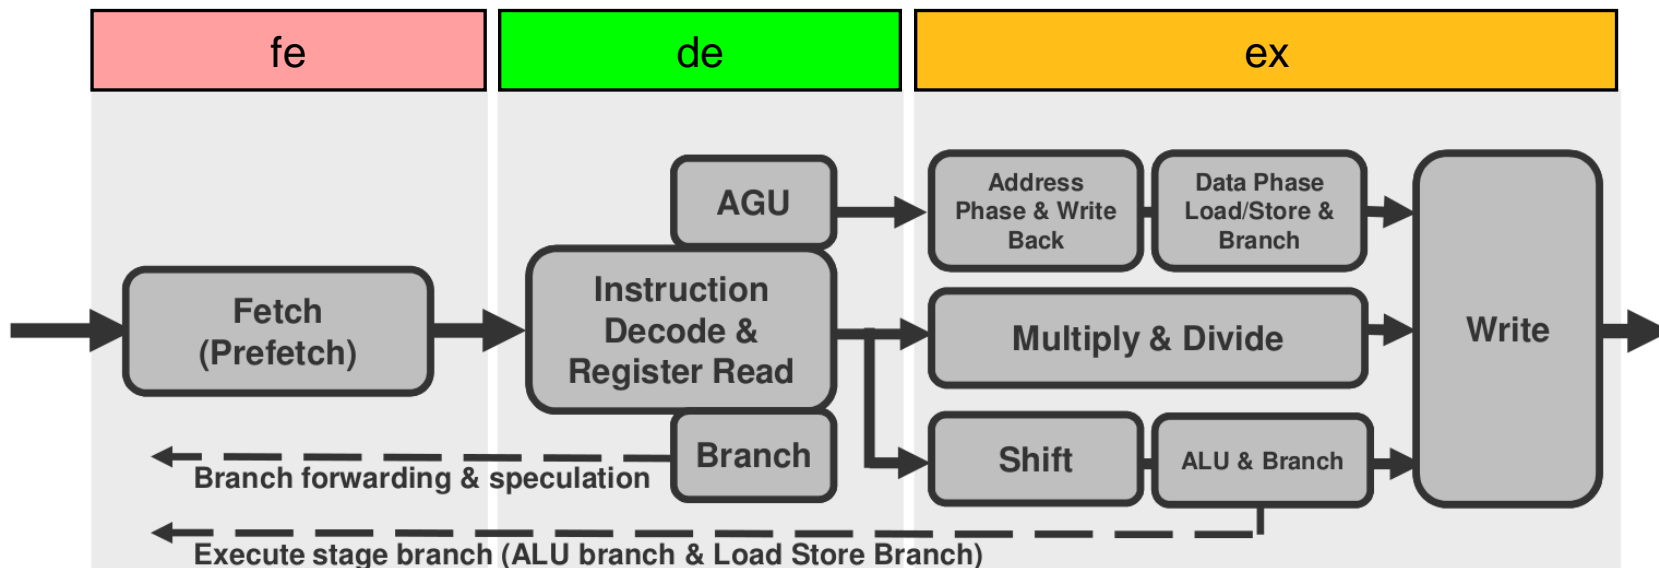 fe
de
ex
Fetch
(Prefetch)
AGU
Instruction
Decode &
Register Read
Branch
Address
Phase & Write
Back
Data Phase
Load/Store &
Branch
Multiply & Divide
Shift
ALU & Branch
Write
Branch forwarding & speculation
Execute stage branch (ALU branch & Load Store Branch)